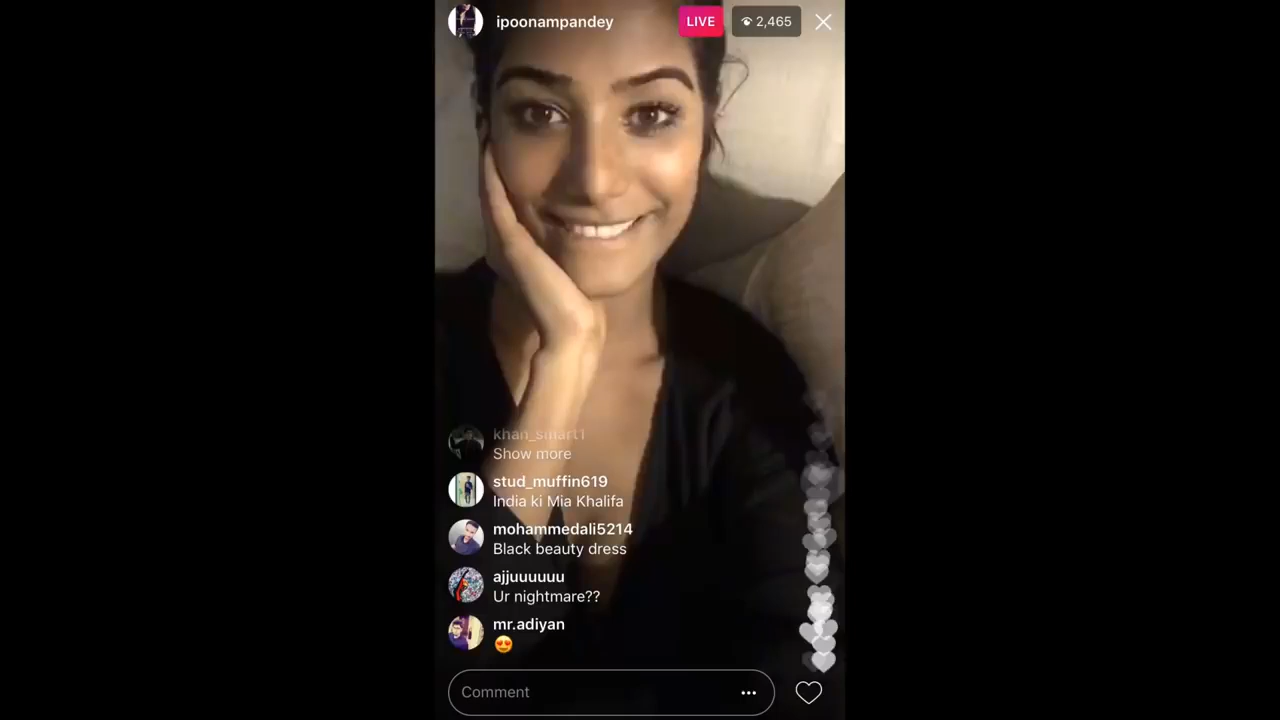 ipoonampandey LIVE 2,465
khan_smart1
Show more
stud_muffin619
India ki Mia Khalifa
mohammedali5214
Black beauty dress
ajjuuuuuu
Ur nightmare??
mr.adiyan
😍
Comment